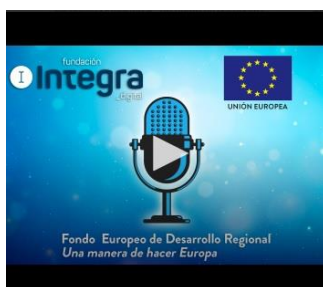 fundación
Integra
digital
UNIÓN EUROPEA
Fondo Europeo de Desarrollo Regional
Una manera de hacer Europa